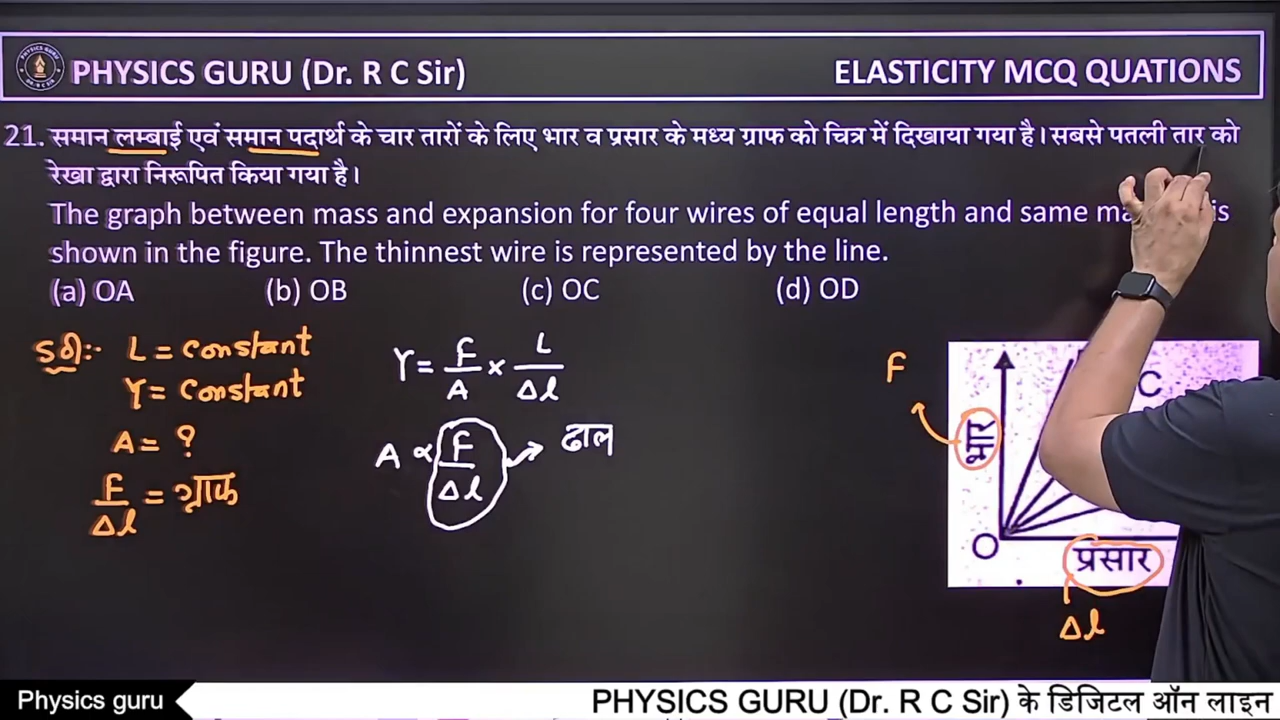 PHYSICS GURU (Dr. R C Sir)
ELASTICITY MCQ QUATIONS
21. समान लम्बाई एवं समान पदार्थ के चार तारों के लिए भार व प्रसार के मध्य ग्राफ को चित्र में दिखाया गया है। सबसे पतली तार को
रेखा द्वारा निरूपित किया गया है।
The graph between mass and expansion for four wires of equal length and same is
shown in the figure. The thinnest wire is represented by the line.
(a) OA (b) OB (c) OC (d) OD
L = Constant
Y = Constant
A = ?
F/Δl = ग्राफ
Y = F/A × L/Δl
A ∝ F/Δl → ढाल
F
भार
C
O
प्रसार
Δl
Physics guru
PHYSICS GURU (Dr. R C Sir) के डिजिटल ऑन लाइन